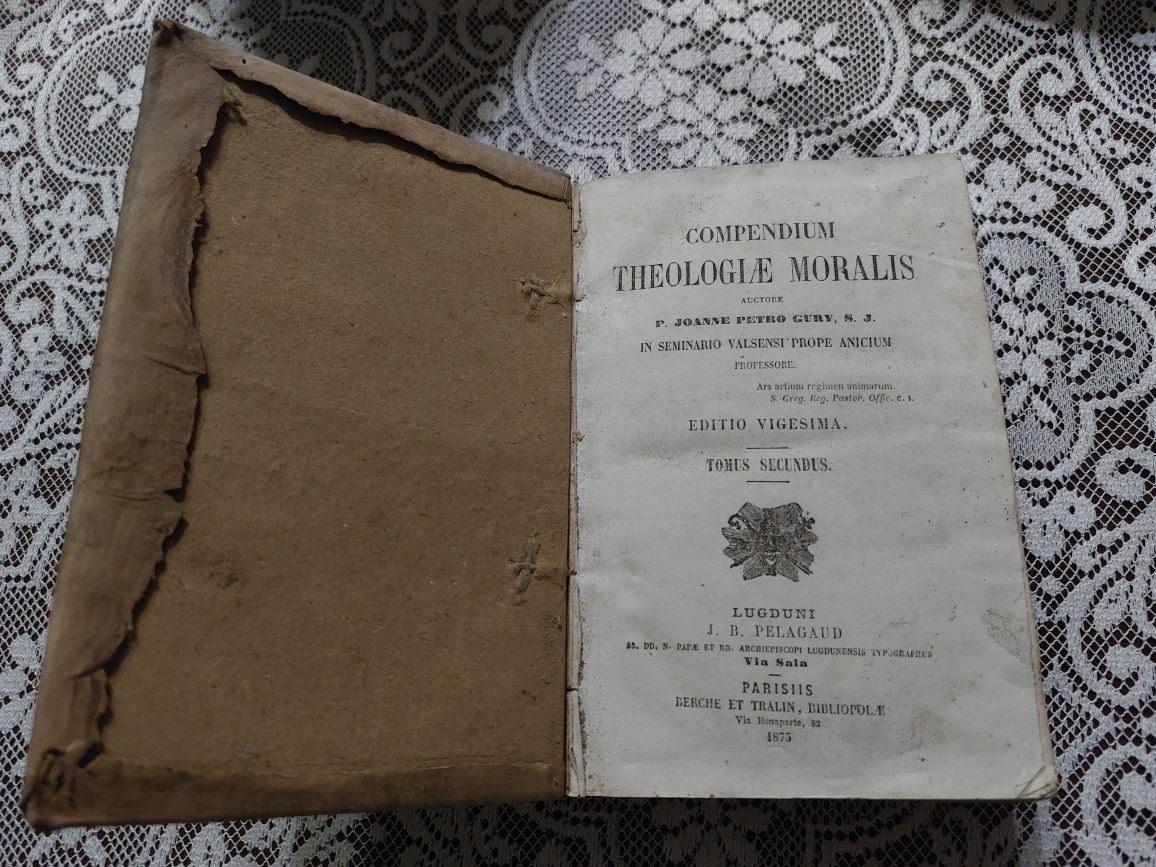 COMPENDIUM
THEOLOGIÆ MORALIS
AUCTORE
P. JOANNE PETRO GURY, S. J.
IN SEMINARIO VALSENSI PROPE ANICIUM
PROFESSORE.
Ars artium regimen animarum.
S. Greg. Reg. Pastor. Offic. c. 1.
EDITIO VIGESIMA.
TOMUS SECUNDUS.
LUGDUNI
J. B. PELAGAUD
SS. DD. N. PAPÆ ET RR. ARCHIEPISCOPI LUGDUNENSIS TYPOGRAPHUS
Via Sala
PARISIIS
BERCHE ET TRALIN, BIBLIOPOLÆ
Via Bonaparte, 82
1875